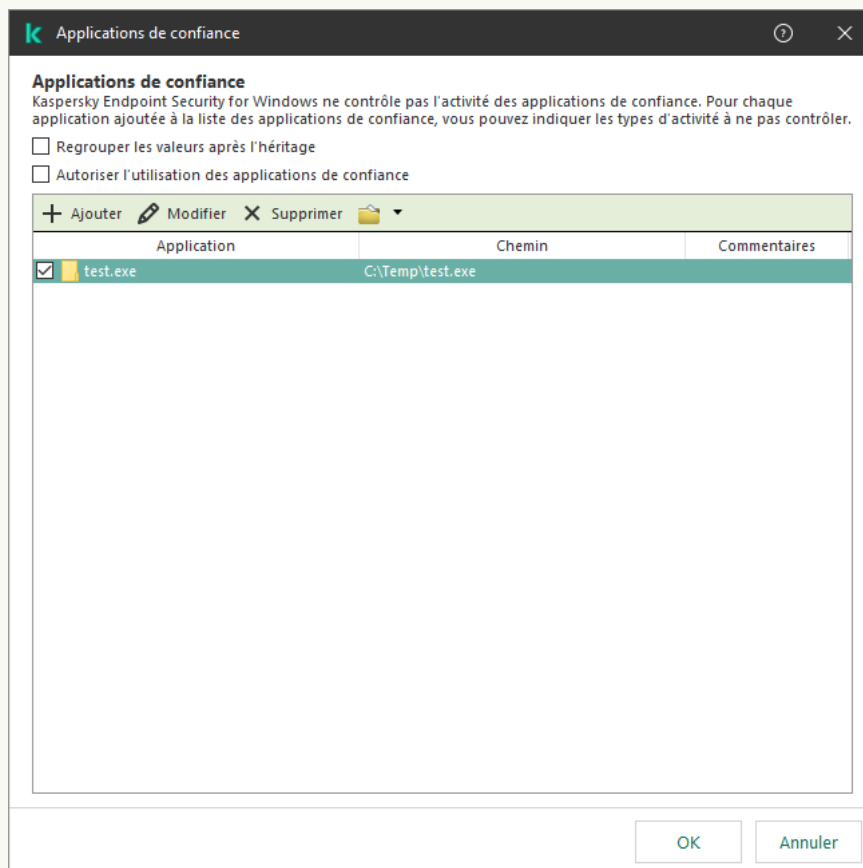 Applications de confiance
Applications de confiance
Kaspersky Endpoint Security for Windows ne contrôle pas l'activité des applications de confiance. Pour chaque
application ajoutée à la liste des applications de confiance, vous pouvez indiquer les types d'activité à ne pas contrôler.
Regrouper les valeurs après l'héritage
Autoriser l'utilisation des applications de confiance
Ajouter Modifier Supprimer
Application Chemin Commentaires
test.exe C:\Temp\test.exe
OK Annuler